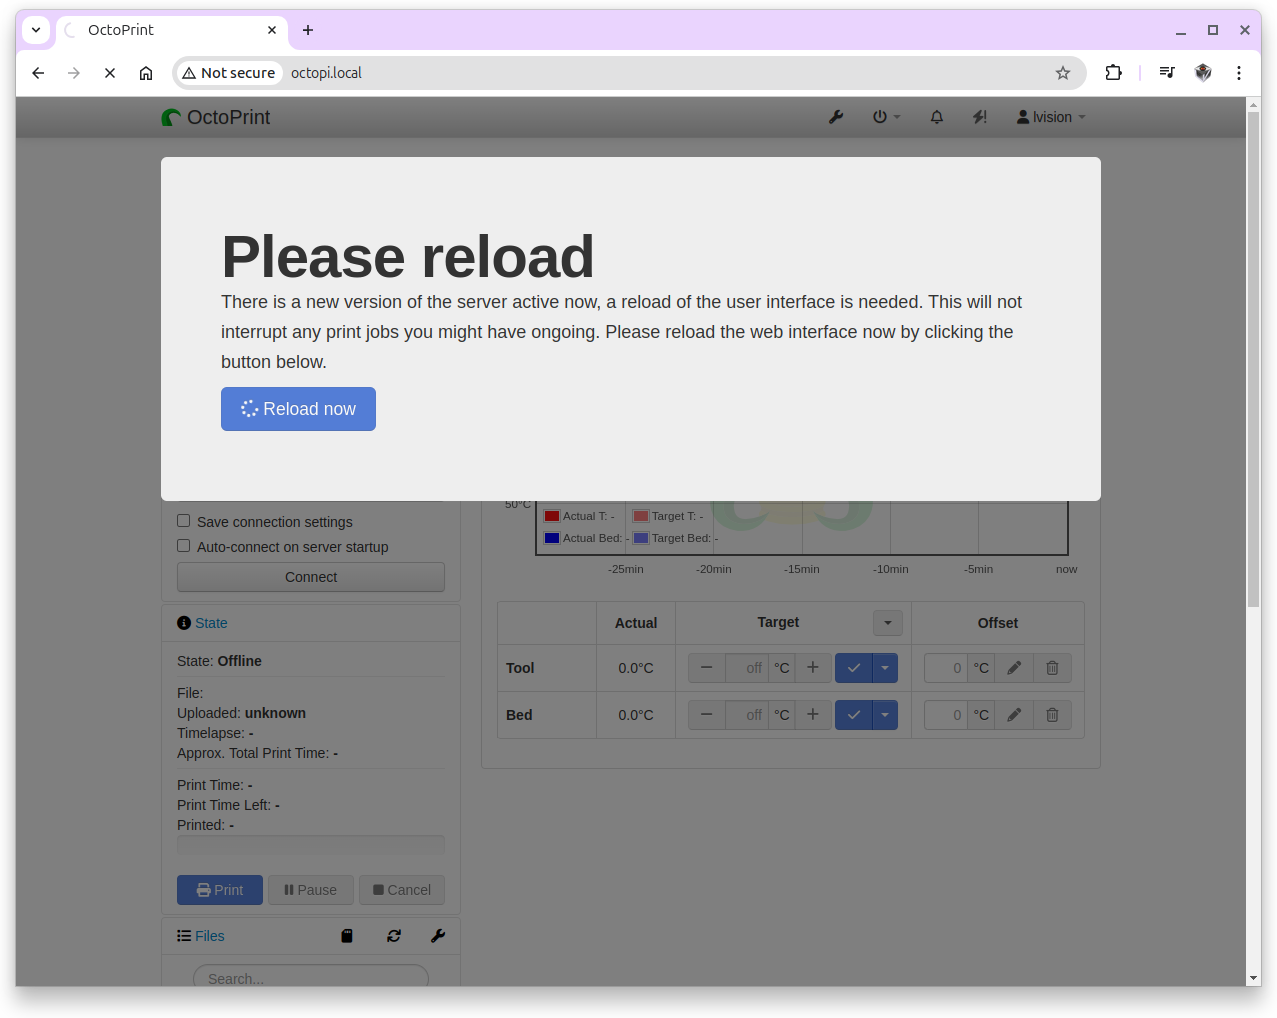 OctoPrint
Not secure octopi.local
OctoPrint
lvision
Please reload
There is a new version of the server active now, a reload of the user interface is needed. This will not
interrupt any print jobs you might have ongoing. Please reload the web interface now by clicking the
button below.
Reload now
Save connection settings
Auto-connect on server startup
Connect
State
State: Offline
File:
Uploaded: unknown
Timelapse: -
Approx. Total Print Time: -
Print Time: -
Print Time Left: -
Printed: -
Print Pause Cancel
Files
Search...
50°C
Actual T: - Target T: -
Actual Bed: - Target Bed: -
-25min -20min -15min -10min -5min now
Actual Target Offset
Tool 0.0°C off °C 0 °C
Bed 0.0°C off °C 0 °C